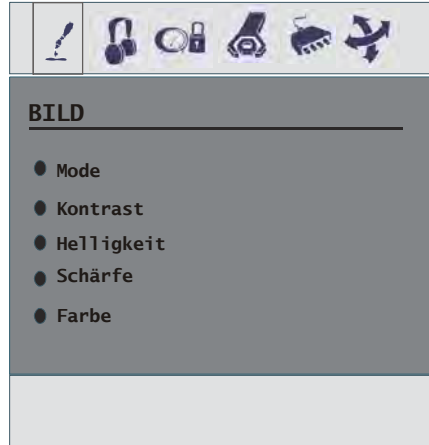 BILD
Mode
Kontrast
Helligkeit
Schärfe
Farbe